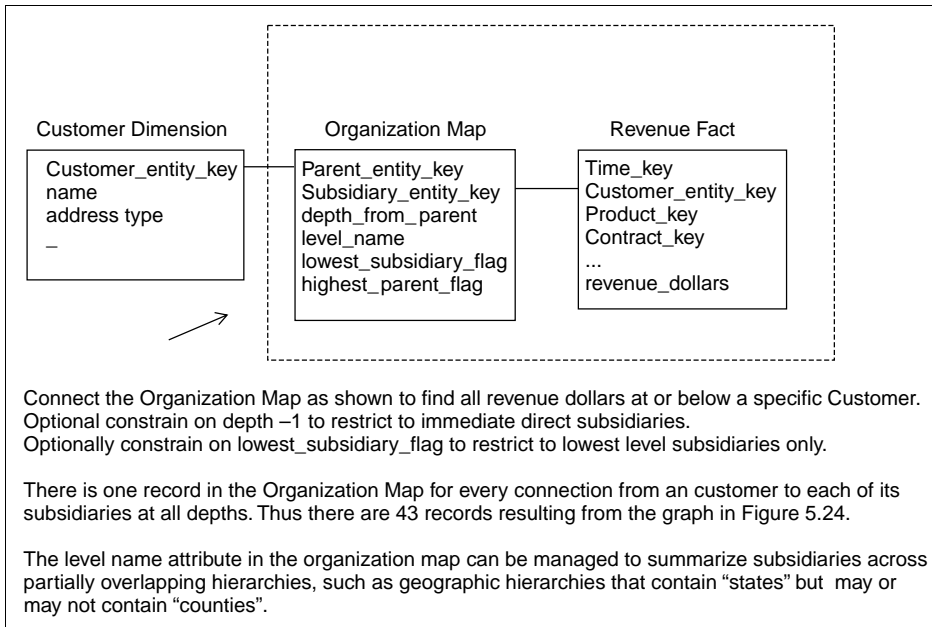 Customer Dimension
Customer_entity_key
name
address type
_
Organization Map
Parent_entity_key
Subsidiary_entity_key
depth_from_parent
level_name
lowest_subsidiary_flag
highest_parent_flag
Revenue Fact
Time_key
Customer_entity_key
Product_key
Contract_key
...
revenue_dollars
Connect the Organization Map as shown to find all revenue dollars at or below a specific Customer.
Optional constrain on depth –1 to restrict to immediate direct subsidiaries.
Optionally constrain on lowest_subsidiary_flag to restrict to lowest level subsidiaries only.
There is one record in the Organization Map for every connection from an customer to each of its
subsidiaries at all depths. Thus there are 43 records resulting from the graph in Figure 5.24.
The level name attribute in the organization map can be managed to summarize subsidiaries across
partially overlapping hierarchies, such as geographic hierarchies that contain “states” but may or
may not contain “counties”.